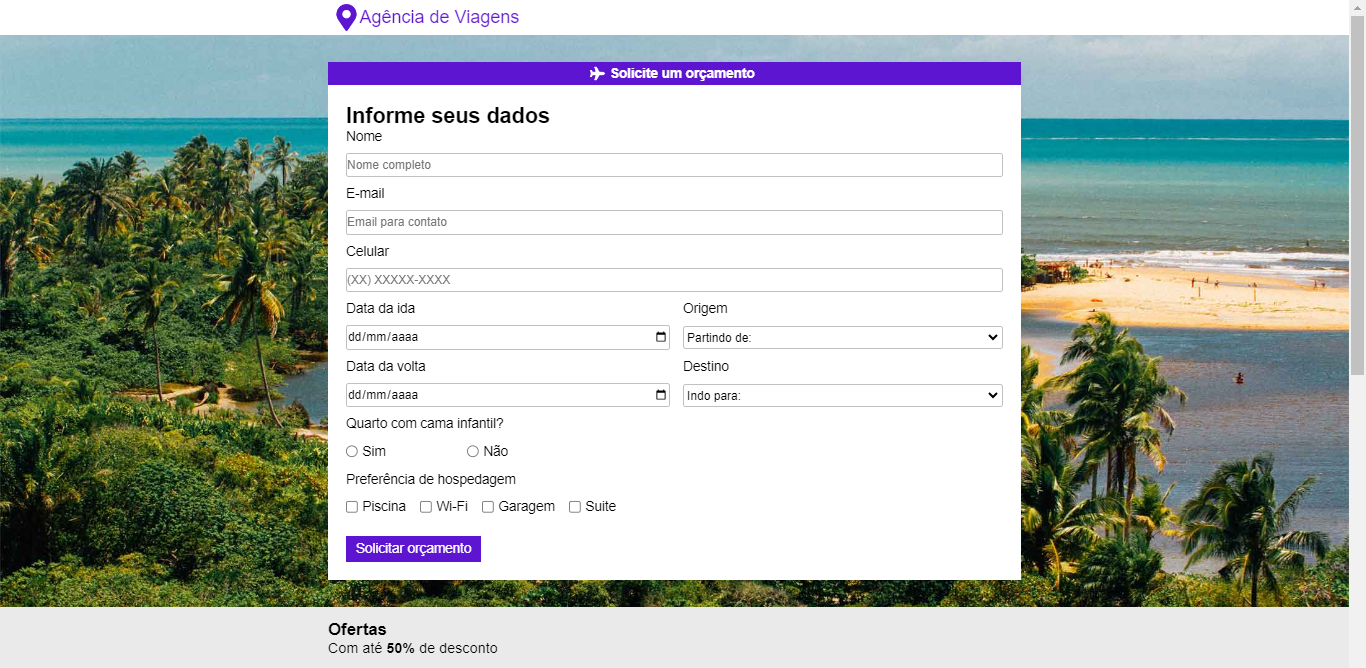 Agência de Viagens
Solicite um orçamento
Informe seus dados
Nome
Nome completo
E-mail
Email para contato
Celular
(XX) XXXXX-XXXX
Data da ida Origem
dd/mm/aaaa Partindo de:
Data da volta Destino
dd/mm/aaaa Indo para:
Quarto com cama infantil?
Sim Não
Preferência de hospedagem
Piscina Wi-Fi Garagem Suite
Solicitar orçamento
Ofertas
Com até 50% de desconto